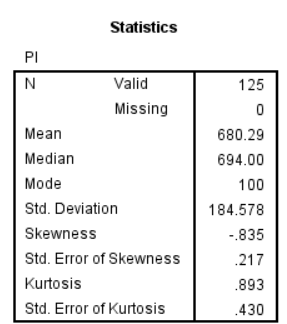 Statistics
PI
N Valid 125
Missing 0
Mean 680.29
Median 694.00
Mode 100
Std. Deviation 184.578
Skewness -.835
Std. Error of Skewness .217
Kurtosis .893
Std. Error of Kurtosis .430